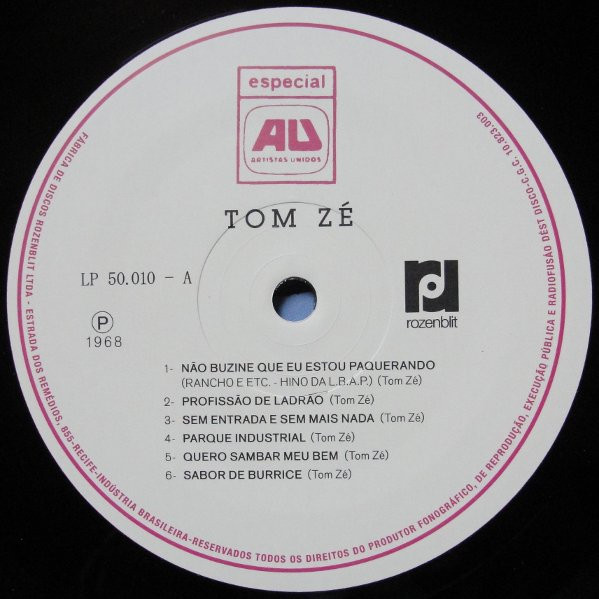 especial
AU
ARTISTAS UNIDOS
TOM ZÉ
LP 50.010 - A
rozenblit
P
1968
1- NÃO BUZINE QUE EU ESTOU PAQUERANDO
(RANCHO E ETC. - HINO DA L.B.A.P.) (Tom Zé)
2- PROFISSÃO DE LADRÃO (Tom Zé)
3- SEM ENTRADA E SEM MAIS NADA (Tom Zé)
4- PARQUE INDUSTRIAL (Tom Zé)
5- QUERO SAMBAR MEU BEM (Tom Zé)
6- SABOR DE BURRICE (Tom Zé)
FÁBRICA DE DISCOS ROZENBLIT LTDA - ESTRADA DOS REMÉDIOS, 855-RECIFE-INDÚSTRIA BRASILEIRA-RESERVADOS TODOS OS DIREITOS DO PRODUTOR FONOGRÁFICO, DE REPRODUÇÃO, EXECUÇÃO PÚBLICA E RADIOFUSÃO DÉST DISCO-C.G.C. 10.823.003